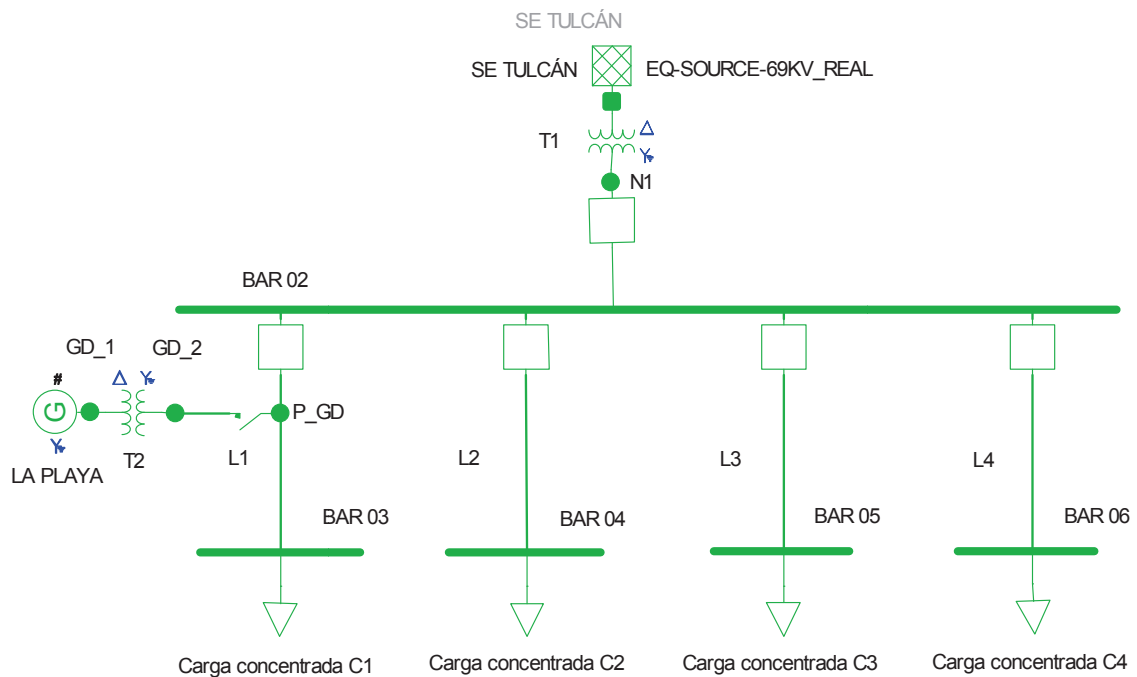 SE TULCÁN
SE TULCÁN
EQ-SOURCE-69KV_REAL
Δ
T1
Y
N1
BAR 02
GD_1
GD_2
#
Δ
Y
G
P_GD
Y
T2
L1
L2
L3
L4
LA PLAYA
BAR 03
BAR 04
BAR 05
BAR 06
Carga concentrada C1
Carga concentrada C2
Carga concentrada C3
Carga concentrada C4